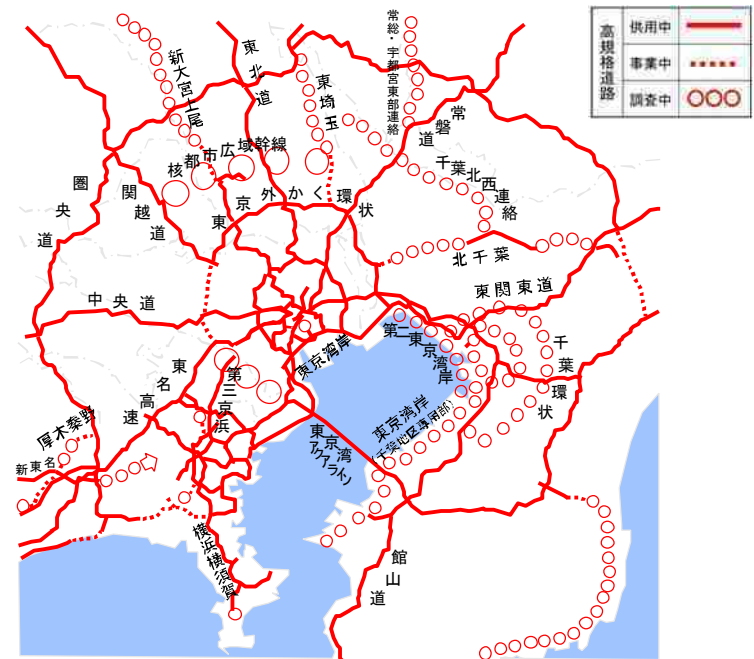 高規格道路
供用中
事業中
調査中
常総・宇都宮東部連絡
新大宮上尾
東北道
東埼玉
常磐道
核都市広域幹線
千葉北西連絡
圏央道
関越道
東京外かく環状
北千葉
東関東道
中央道
第二東京湾岸
千葉環状
東京湾岸
東名高速
第三京浜
東京湾岸
(千葉地区専用部)
厚木秦野
新東名
東京湾アクアライン
横浜横須賀
館山道